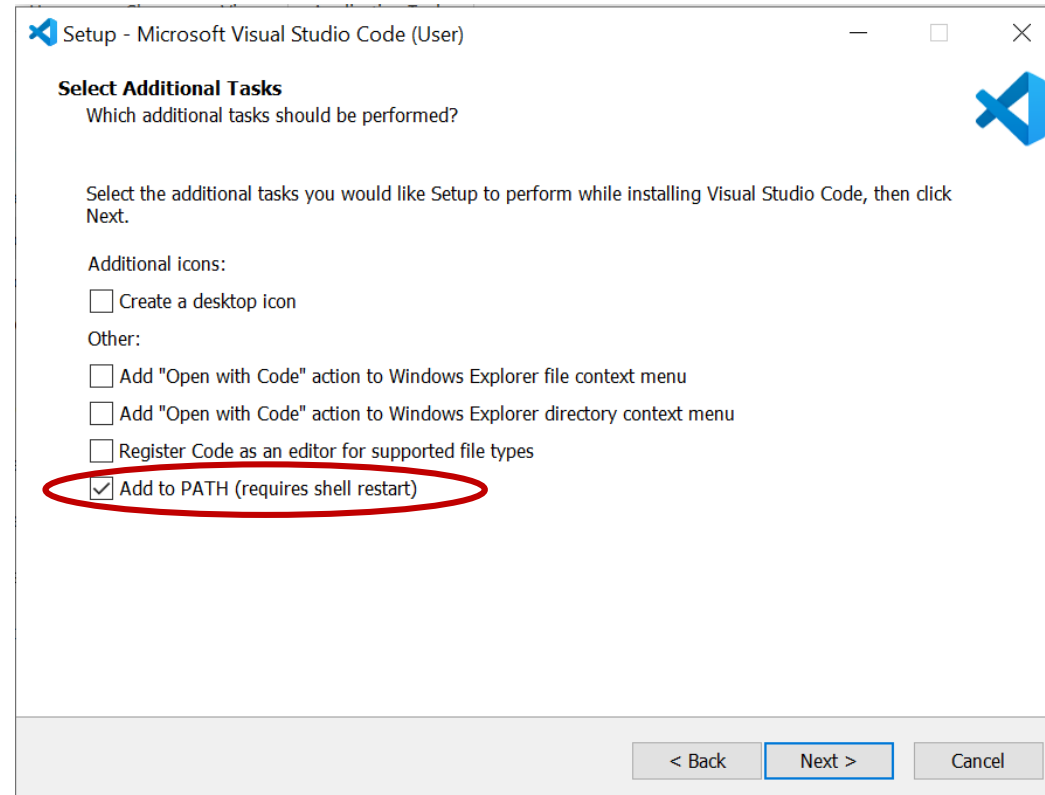 Setup - Microsoft Visual Studio Code (User)
Select Additional Tasks
Which additional tasks should be performed?
Select the additional tasks you would like Setup to perform while installing Visual Studio Code, then click
Next.
Additional icons:
Create a desktop icon
Other:
Add "Open with Code" action to Windows Explorer file context menu
Add "Open with Code" action to Windows Explorer directory context menu
Register Code as an editor for supported file types
Add to PATH (requires shell restart)
< Back
Next >
Cancel